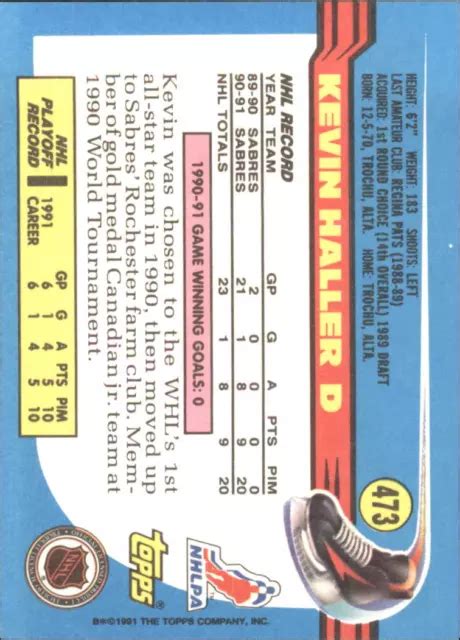 473
KEVIN HALLER D
HEIGHT: 6'2" WEIGHT: 183 SHOOTS: LEFT
LAST AMATEUR CLUB: REGINA PATS (1988-89)
ACQUIRED: 1st ROUND CHOICE (14th OVERALL) 1989 DRAFT
BORN: 12-5-70, TROCHU, ALTA. HOME: TROCHU, ALTA.
NHL RECORD
YEAR TEAM GP G A PTS PIM
89-90 SABRES 2 0 0 0 0
90-91 SABRES 21 1 8 9 20
NHL TOTALS 23 1 8 9 20
1990-91 GAME WINNING GOALS: 0
Kevin was chosen to the WHL's 1st
all-star team in 1990, then moved up
to Sabres' Rochester farm club. Mem-
ber of gold medal Canadian jr. team at
1990 World Tournament.
NHL
PLAYOFF
RECORD
GP G A PTS PIM
1991 6 1 4 5 10
CAREER 6 1 4 5 10
NHLPA
topps®
NHL
B*©1991 THE TOPPS COMPANY, INC.